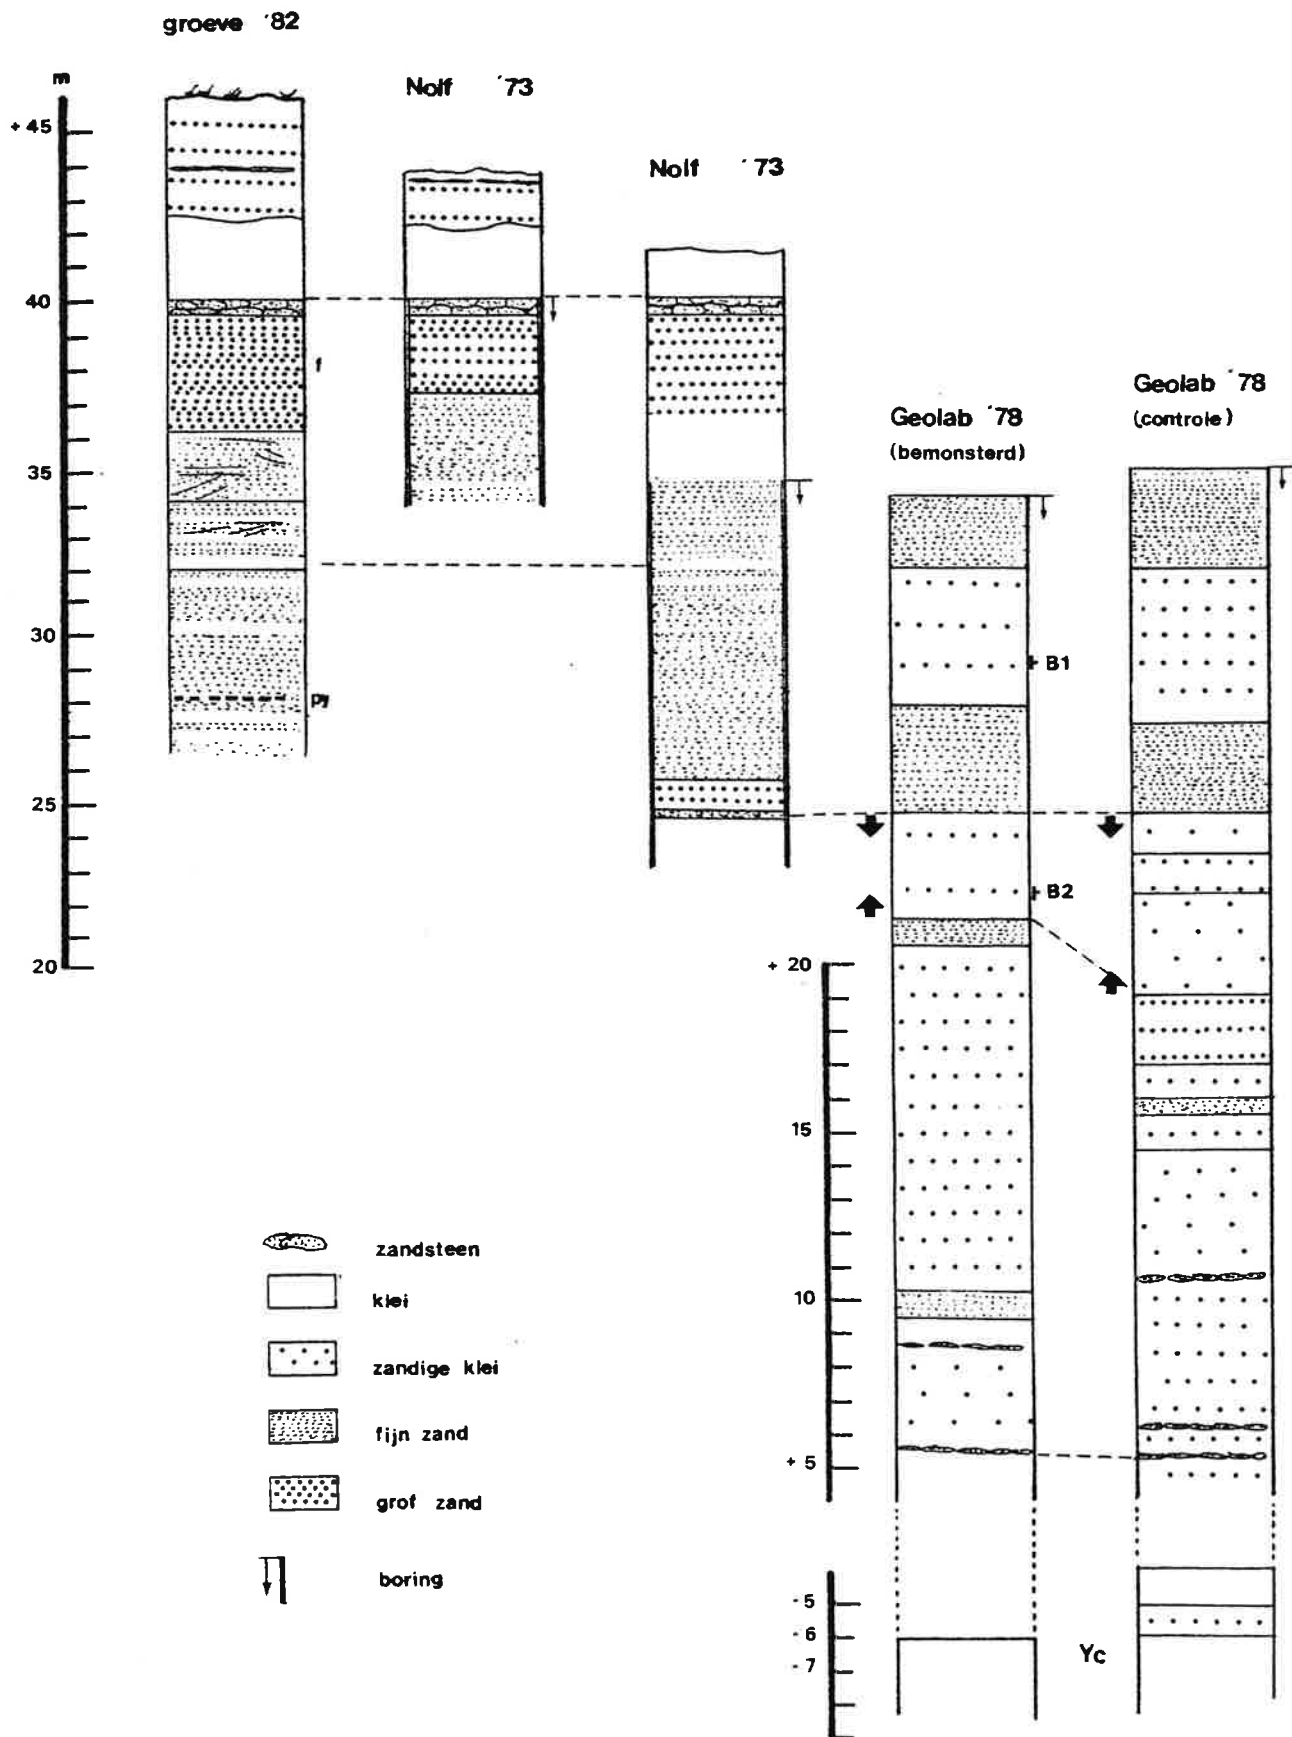 groeve '82
Nolf '73
Nolf '73
Geolab '78
(bemonsterd)
Geolab '78
(controle)
m
+ 45
40
35
30
25
20
f
py
B1
B2
+ 20
15
10
+ 5
- 5
- 6
- 7
Yc
zandsteen
klei
zandige klei
fijn zand
grof zand
boring